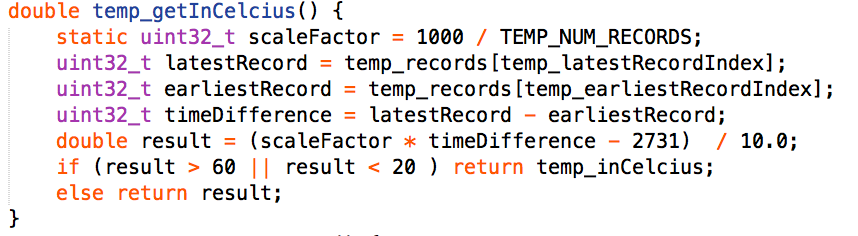 double temp_getInCelcius() {
    static uint32_t scaleFactor = 1000 / TEMP_NUM_RECORDS;
    uint32_t latestRecord = temp_records[temp_latestRecordIndex];
    uint32_t earliestRecord = temp_records[temp_earliestRecordIndex];
    uint32_t timeDifference = latestRecord - earliestRecord;
    double result = (scaleFactor * timeDifference - 2731)  / 10.0;
    if (result > 60 || result < 20 ) return temp_inCelcius;
    else return result;
}